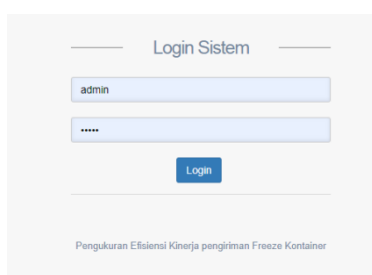 Login Sistem
admin
•••••
Login
Pengukuran Efisiensi Kinerja pengiriman Freeze Kontainer